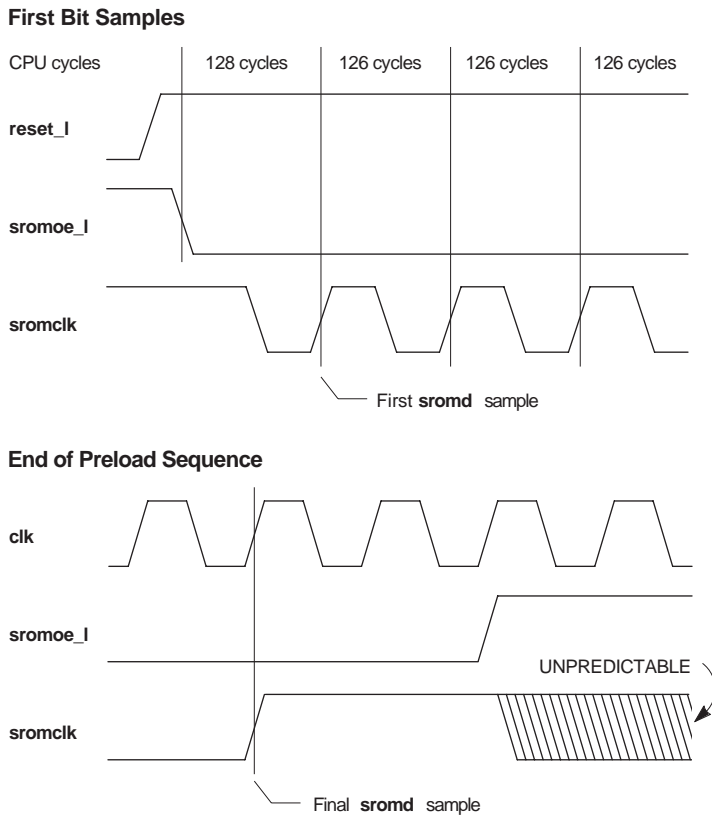 First Bit Samples
CPU cycles 128 cycles 126 cycles 126 cycles 126 cycles
reset_l
sromoe_l
sromclk
First sromd sample
End of Preload Sequence
clk
sromoe_l
UNPREDICTABLE
sromclk
Final sromd sample